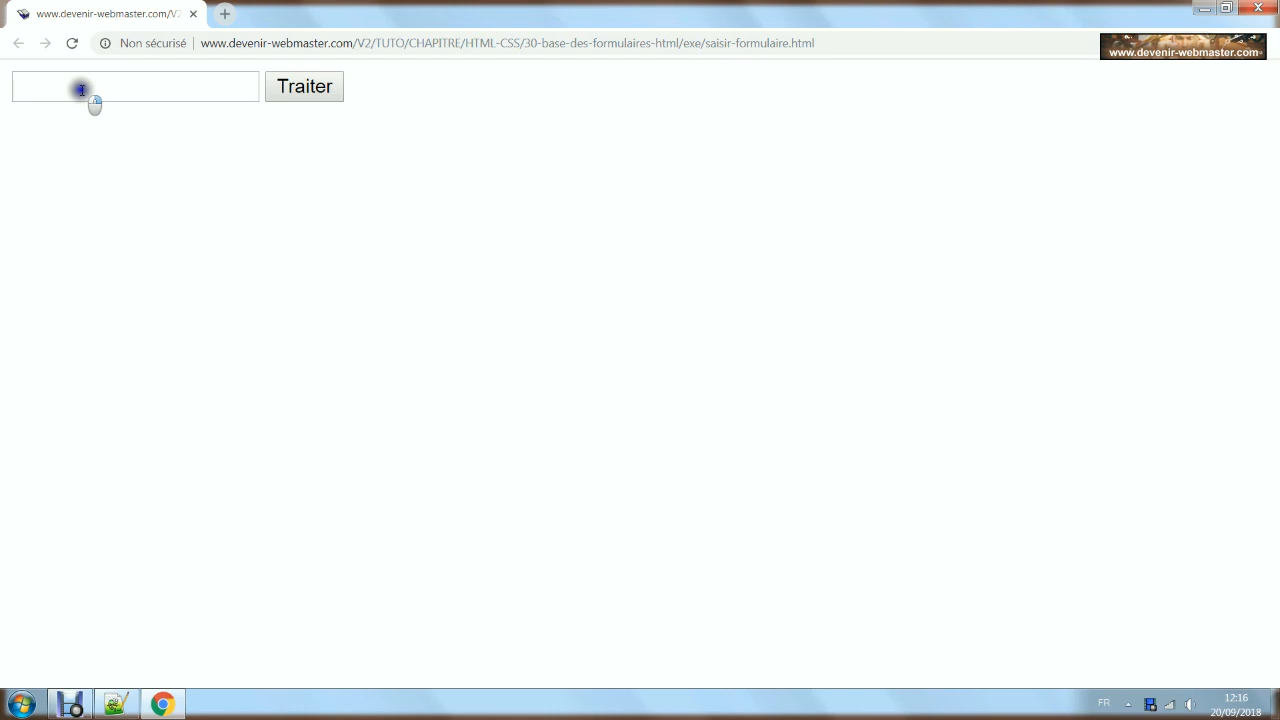 www.devenir-webmaster.com/V2
Non sécurisé
www.devenir-webmaster.com/V2/TUTO/CHAPITRE/HTML-CSS/30-base-des-formulaires-html/exe/saisir-formulaire.html
www.devenir-webmaster.com
Traiter
FR
12:16
20/09/2018